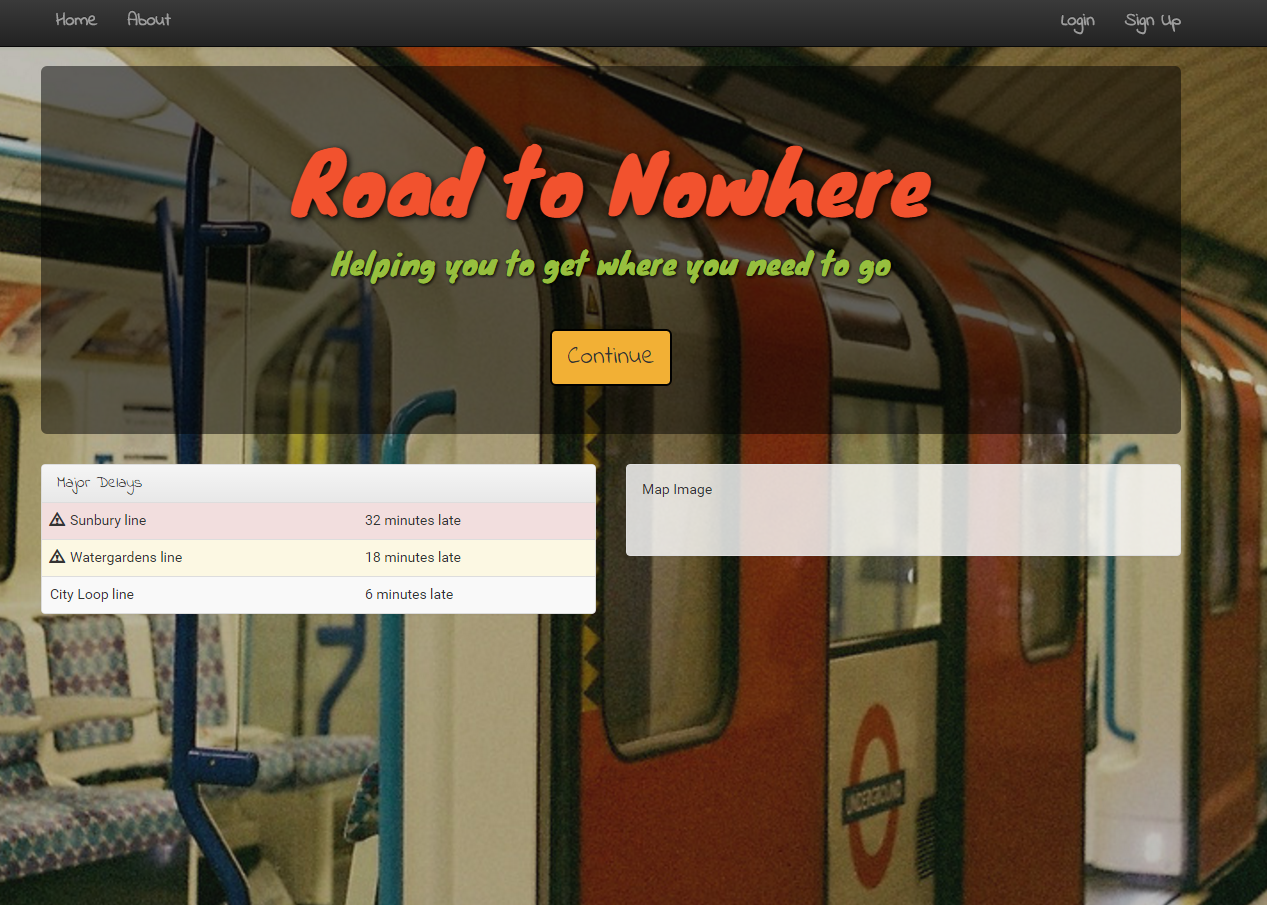 Home About Login Sign Up
Road to Nowhere
Helping you to get where you need to go
Continue
Major Delays
Sunbury line 32 minutes late
Watergardens line 18 minutes late
City Loop line 6 minutes late
Map Image
UNDERGROUND